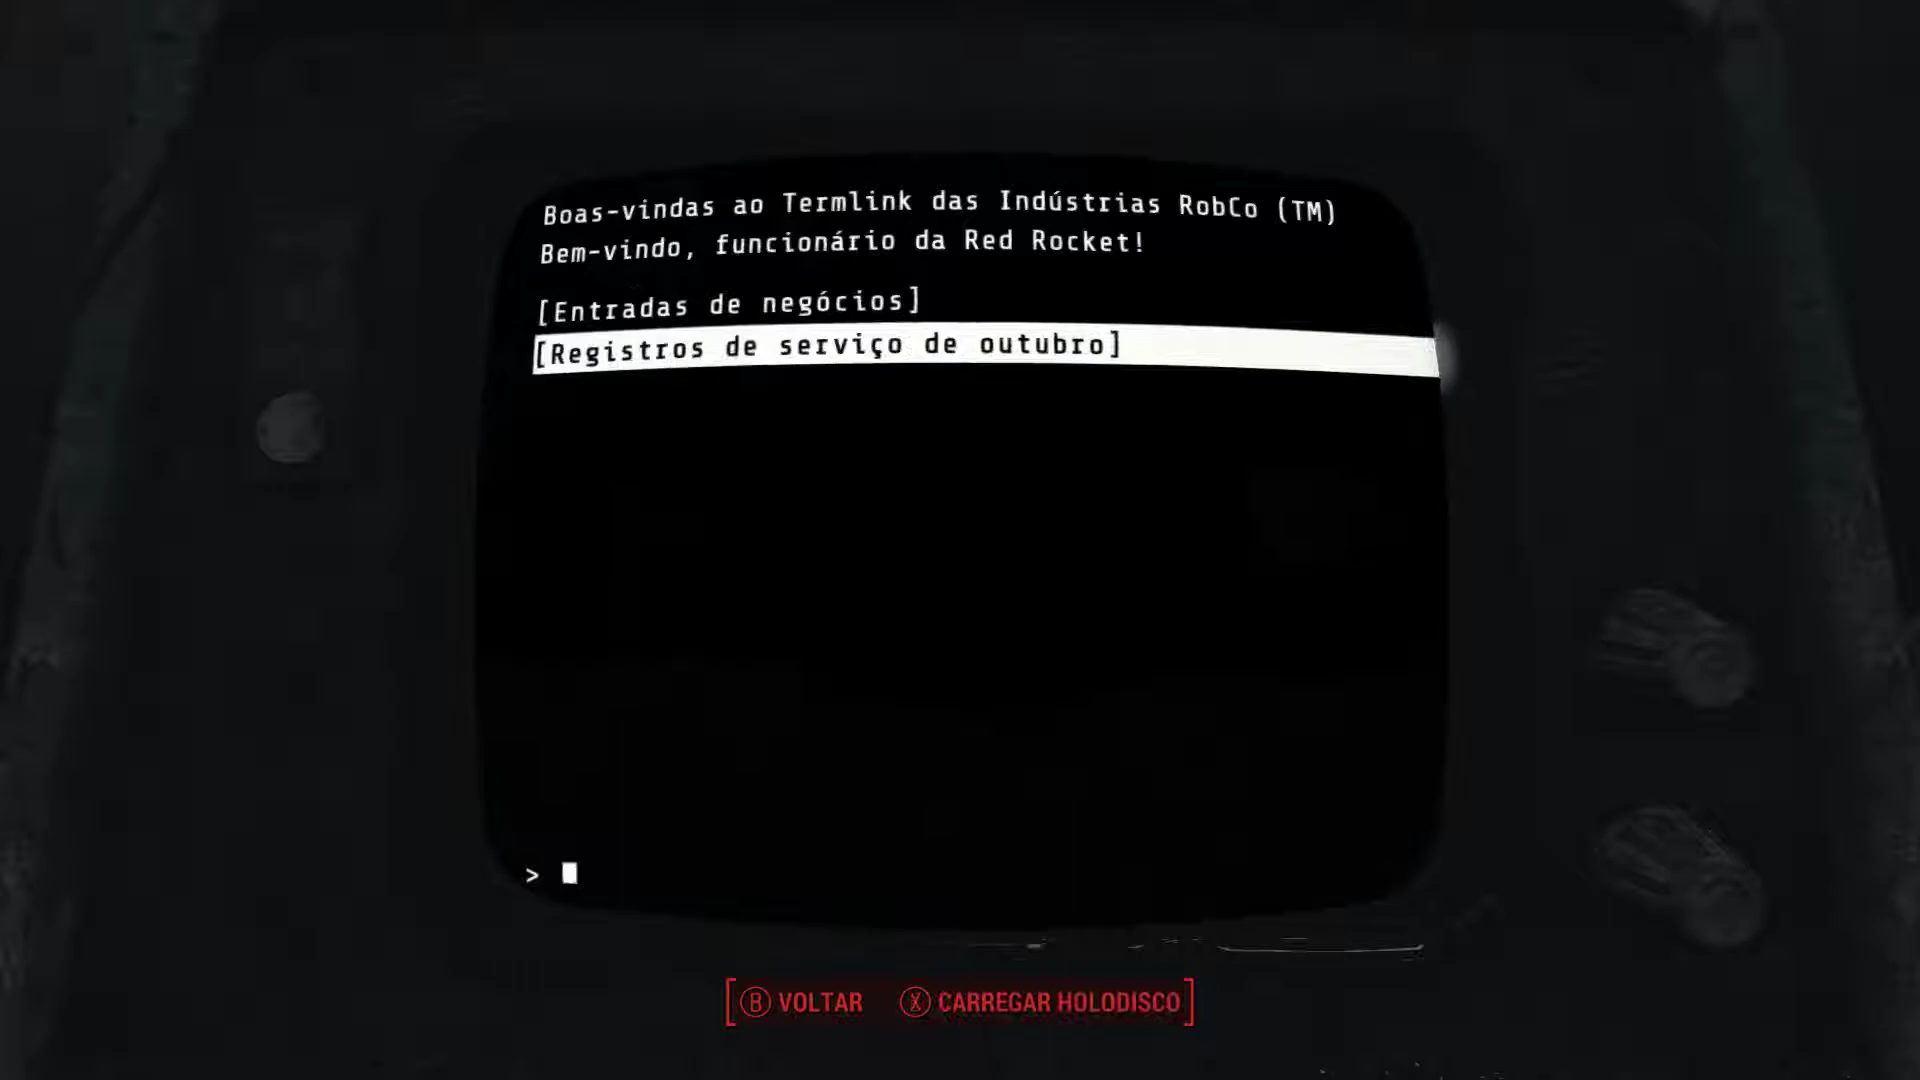 Boas-vindas ao Termlink das Indústrias RobCo (TM)
Bem-vindo, funcionário da Red Rocket!
[Entradas de negócios]
[Registros de serviço de outubro]
>
[Ⓑ VOLTAR Ⓧ CARREGAR HOLODISCO]